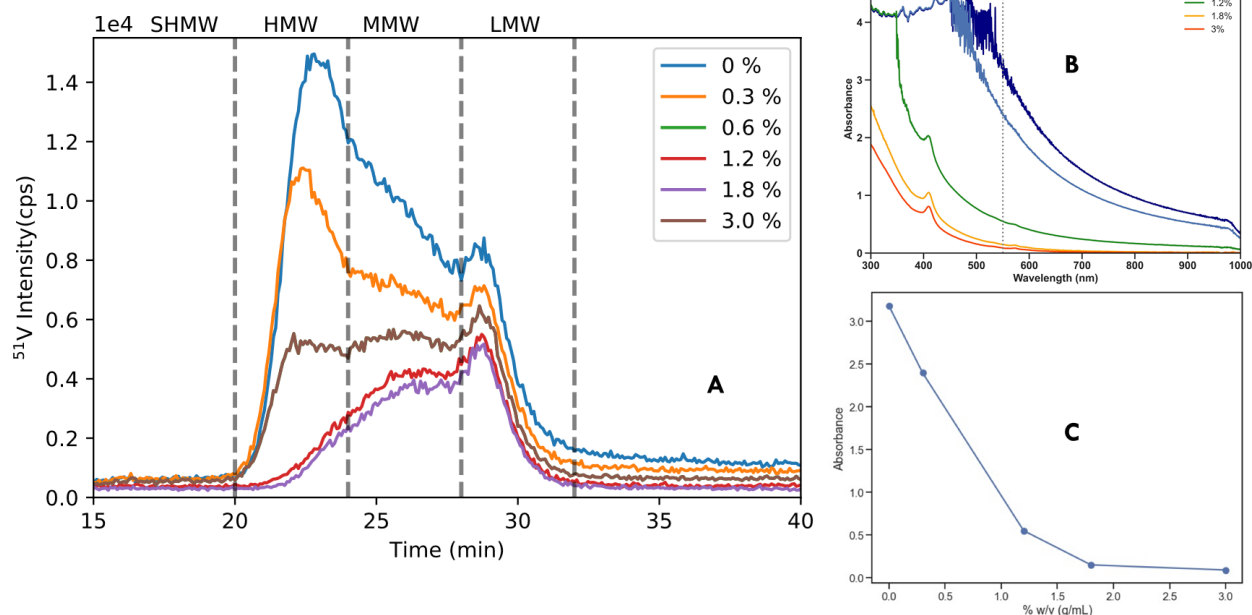 1e4 SHMW HMW MMW LMW
0 %
0.3 %
0.6 %
1.2 %
1.8 %
3.0 %
1.4
1.2
1.0
0.8
0.6
0.4
0.2
0.0
51V Intensity(cps)
15 20 25 30 35 40
Time (min)
A
1.2%
1.8%
3%
B
4
3
2
1
0
Absorbance
300 400 500 600 700 800 900 1000
Wavelength (nm)
3.0
2.5
2.0
1.5
1.0
0.5
0.0
Absorbance
C
0.0 0.5 1.0 1.5 2.0 2.5 3.0
% w/v (g/mL)